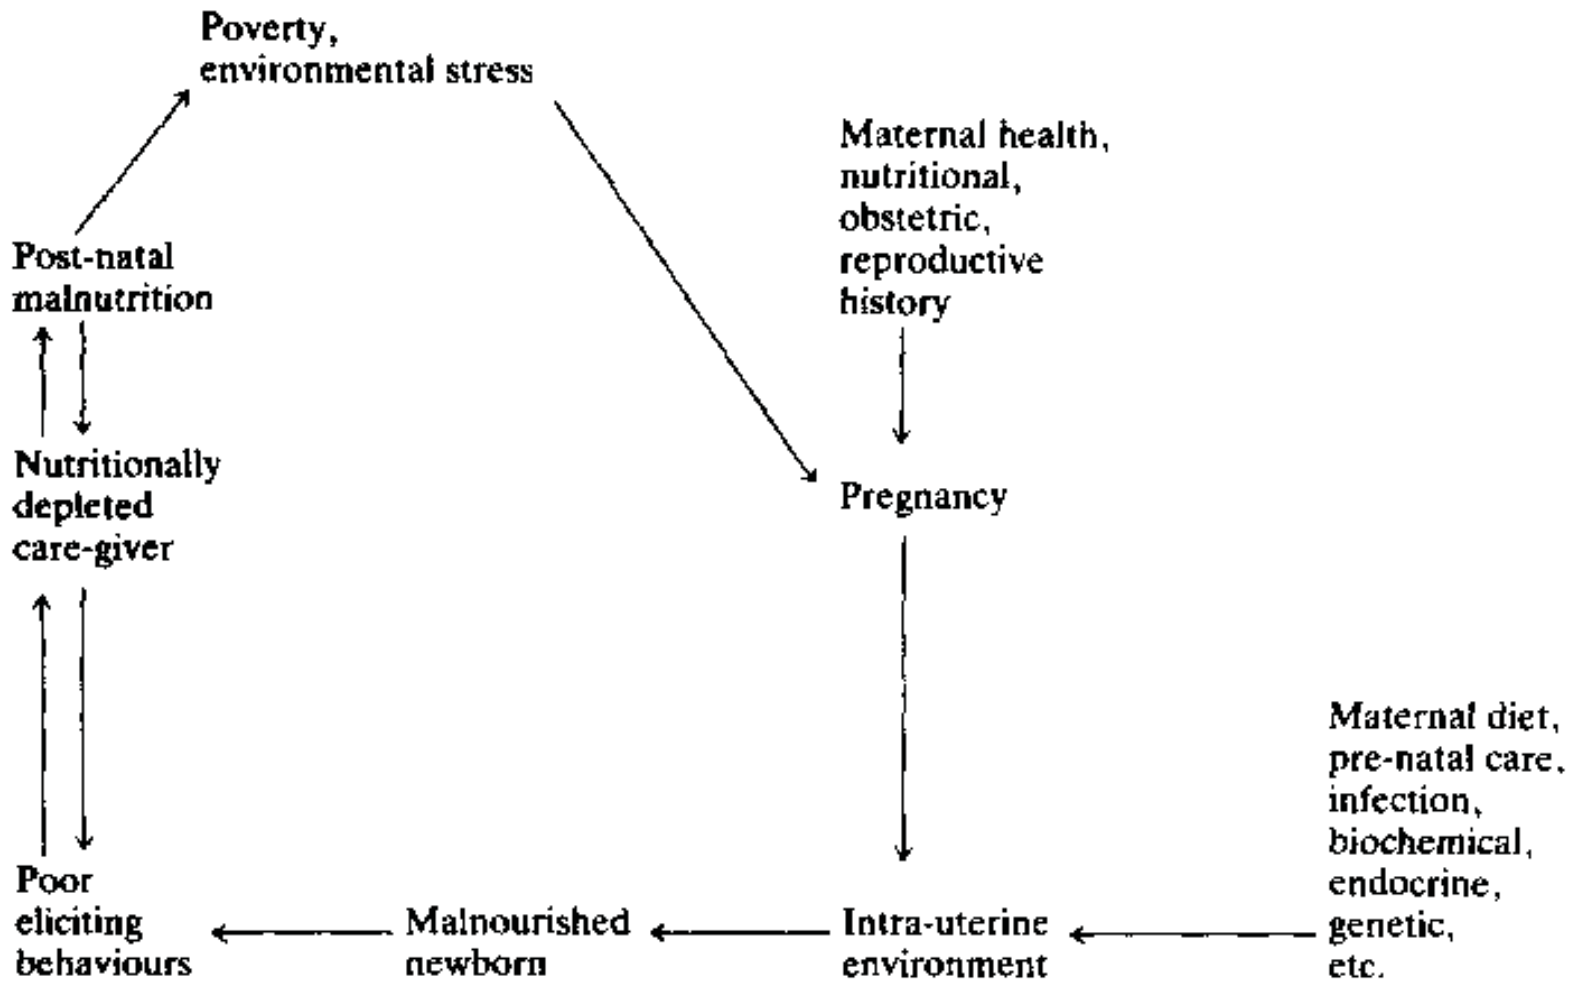 Poverty,
environmental stress
Maternal health,
nutritional,
obstetric,
reproductive
history
Post-natal
malnutrition
Nutritionally
depleted
care-giver
Pregnancy
Maternal diet,
pre-natal care,
infection,
biochemical,
endocrine,
genetic,
etc.
Poor
eliciting
behaviours
Malnourished
newborn
Intra-uterine
environment